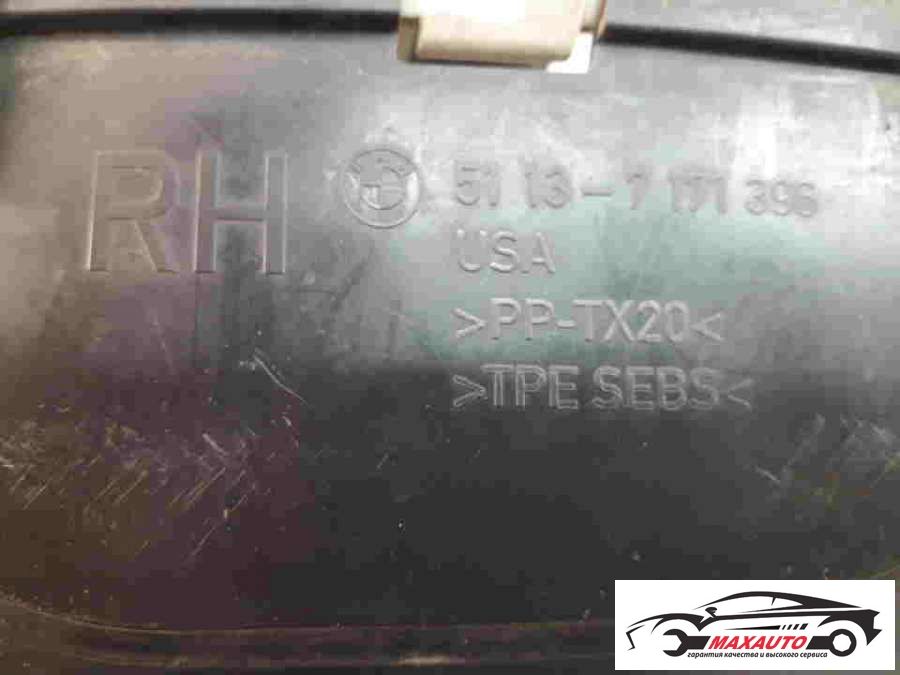 RH 51 13-7 171 396
USA
>PP-TX20<
>TPE SEBS<
MAXAUTO
гарантия качества и высокого сервиса